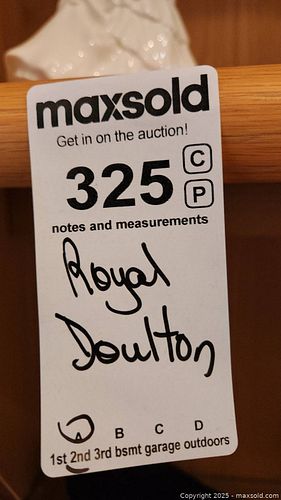 maxsold
Get in on the auction!
325 C
P
notes and measurements
Royal
Doulton
A B C D
1st 2nd 3rd bsmt garage outdoors
Copyright © 2025 - maxsold.com